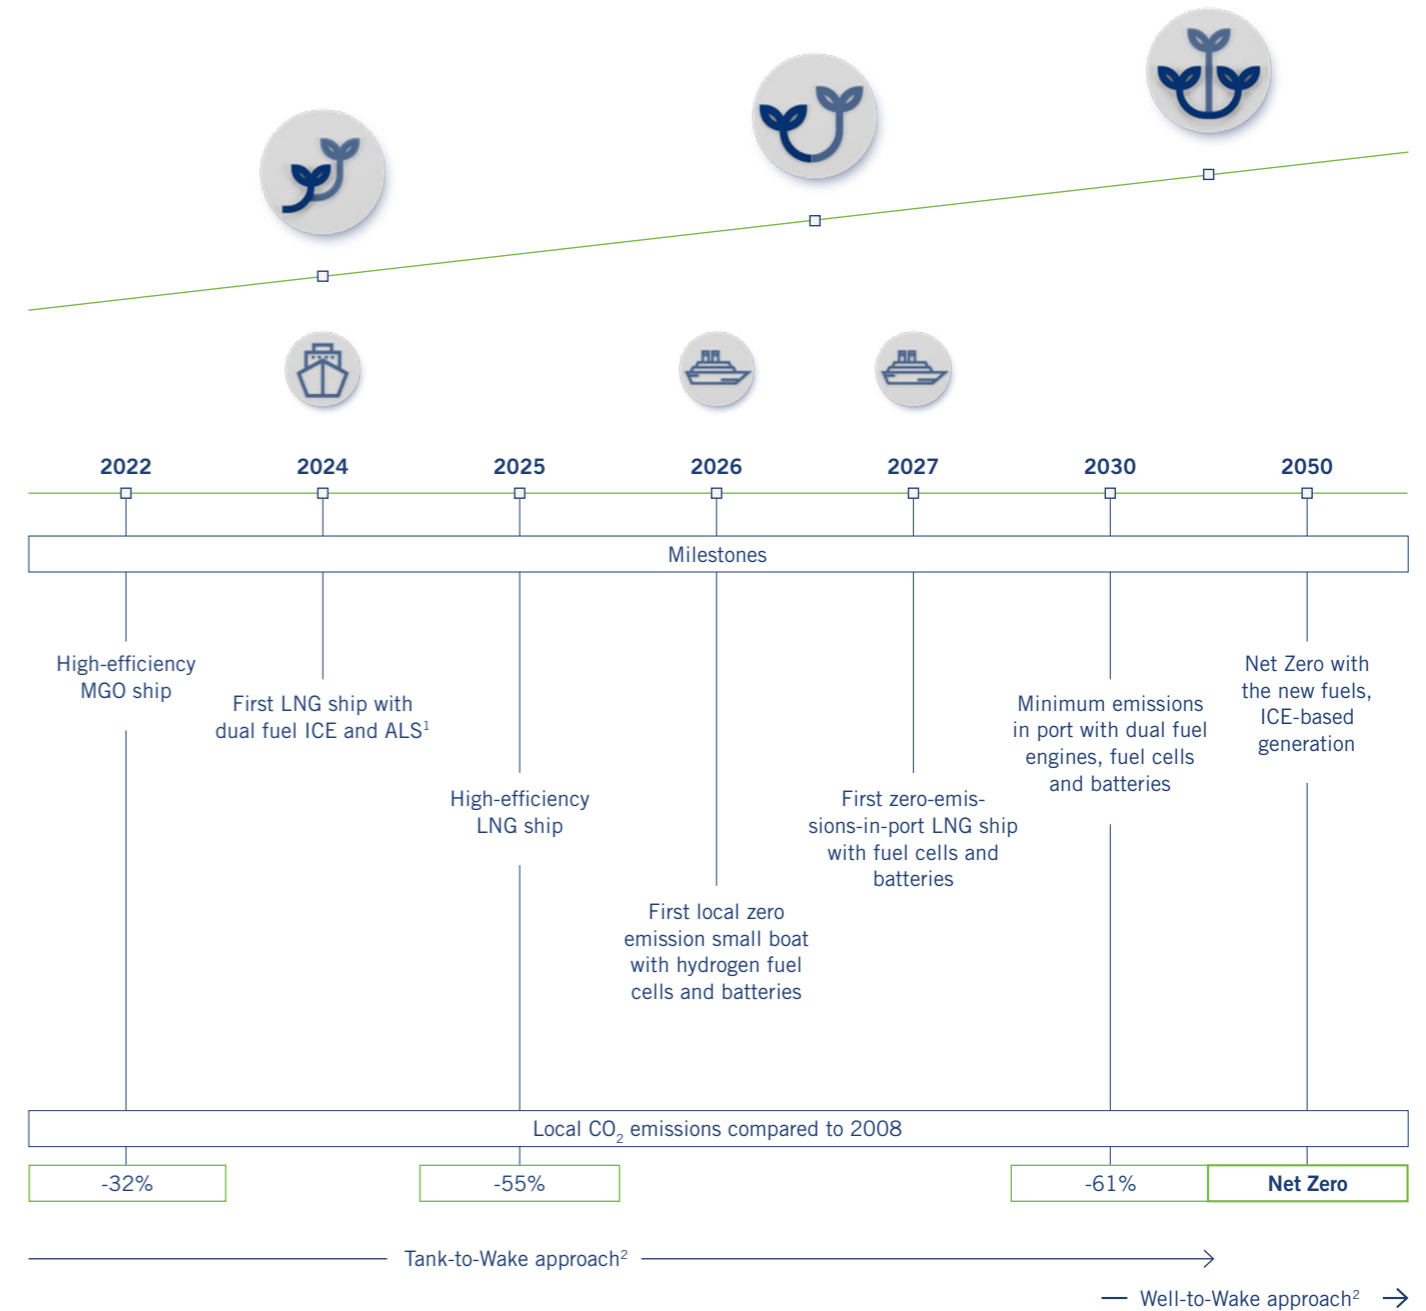 2022
2024
2025
2026
2027
2030
2050
Milestones
High-efficiency
MGO ship
First LNG ship with
dual fuel ICE and ALS¹
High-efficiency
LNG ship
First local zero
emission small boat
with hydrogen fuel
cells and batteries
First zero-emis-
sions-in-port LNG ship
with fuel cells and
batteries
Minimum emissions
in port with dual fuel
engines, fuel cells
and batteries
Net Zero with
the new fuels,
ICE-based
generation
Local CO₂ emissions compared to 2008
-32%
-55%
-61%
Net Zero
Tank-to-Wake approach²
Well-to-Wake approach²